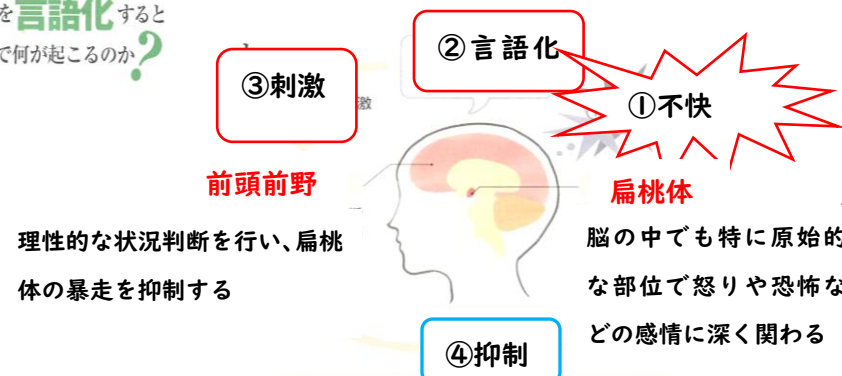 を言語化すると
で何が起こるのか?
②言語化
③刺激
激
①不快
前頭前野
扁桃体
理性的な状況判断を行い、扁桃
体の暴走を抑制する
脳の中でも特に原始的
な部位で怒りや恐怖な
どの感情に深く関わる
④抑制